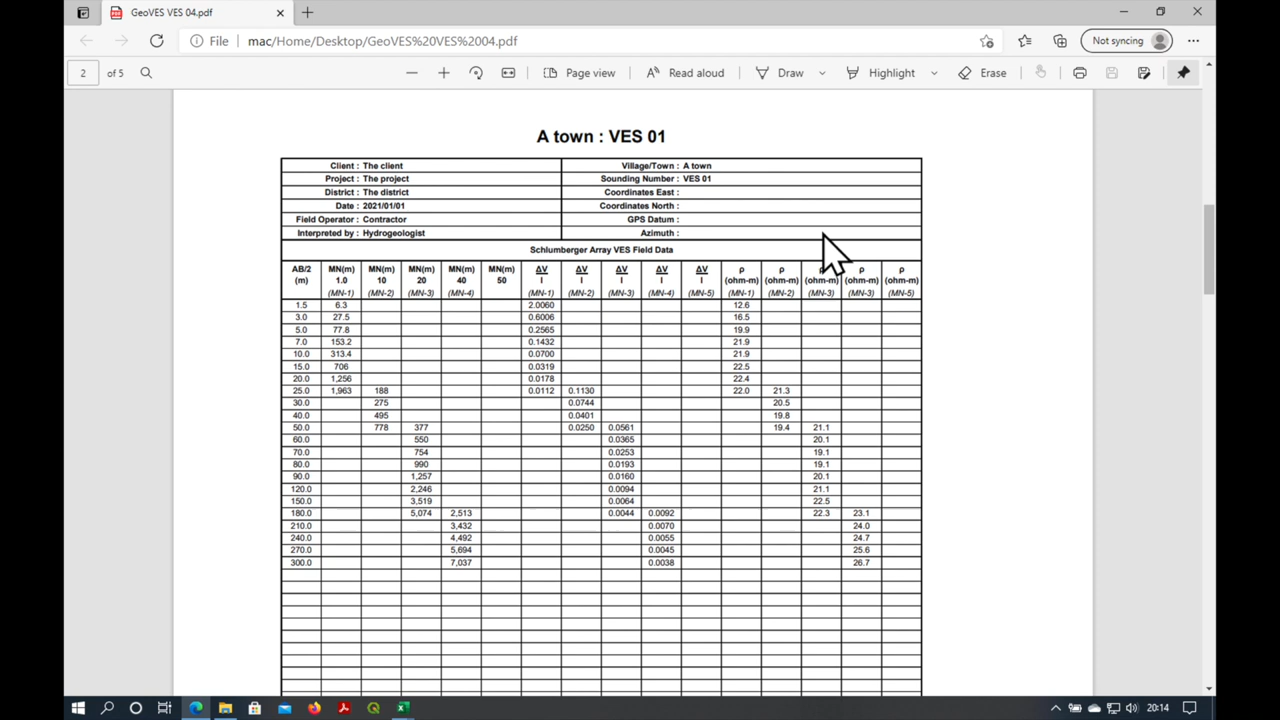 GeoVES VES 04.pdf
File mac/Home/Desktop/GeoVES%20VES%2004.pdf Not syncing
2 of 5 Page view Read aloud Draw Highlight Erase
A town : VES 01
Client : The client Village/Town : A town
Project : The project Sounding Number : VES 01
District : The district Coordinates East :
Date : 2021/01/01 Coordinates North :
Field Operator : Contractor GPS Datum :
Interpreted by : Hydrogeologist Azimuth :
Schlumberger Array VES Field Data
AB/2 MN(m) MN(m) MN(m) MN(m) MN(m) ΔV ΔV ΔV ΔV ΔV ρ ρ ρ ρ ρ
(m) 1.0 10 20 40 50 I I I I I (ohm-m) (ohm-m) (ohm-m) (ohm-m) (ohm-m)
(MN-1) (MN-2) (MN-3) (MN-4) (MN-1) (MN-2) (MN-3) (MN-4) (MN-5) (MN-1) (MN-2) (MN-3) (MN-3) (MN-5)
1.5 6.3 2.0060 12.6
3.0 27.5 0.6006 16.5
5.0 77.8 0.2565 19.9
7.0 153.2 0.1432 21.9
10.0 313.4 0.0700 21.9
15.0 706 0.0319 22.5
20.0 1,256 0.0178 22.4
25.0 1,963 188 0.0112 0.1130 22.0 21.3
30.0 275 0.0744 20.5
40.0 495 0.0401 19.8
50.0 778 377 0.0250 0.0561 19.4 21.1
60.0 550 0.0365 20.1
70.0 754 0.0253 19.1
80.0 990 0.0193 19.1
90.0 1,257 0.0160 20.1
120.0 2,246 0.0094 21.1
150.0 3,519 0.0064 22.5
180.0 5,074 2,513 0.0044 0.0092 22.3 23.1
210.0 3,432 0.0070 24.0
240.0 4,492 0.0055 24.7
270.0 5,694 0.0045 25.6
300.0 7,037 0.0038 26.7
20:14